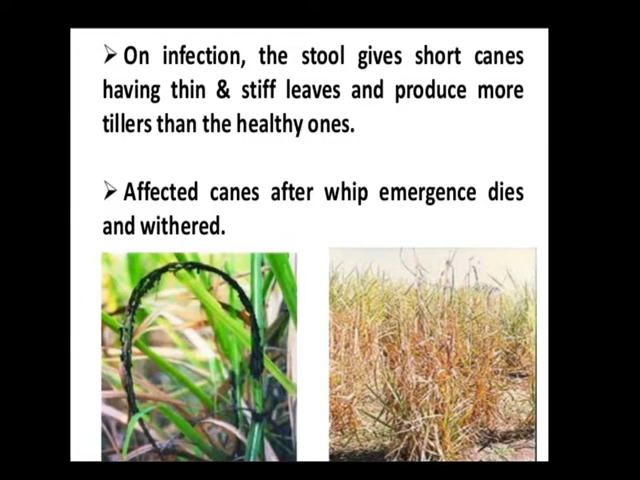 ➢ On infection, the stool gives short canes
having thin & stiff leaves and produce more
tillers than the healthy ones.
➢ Affected canes after whip emergence dies
and withered.